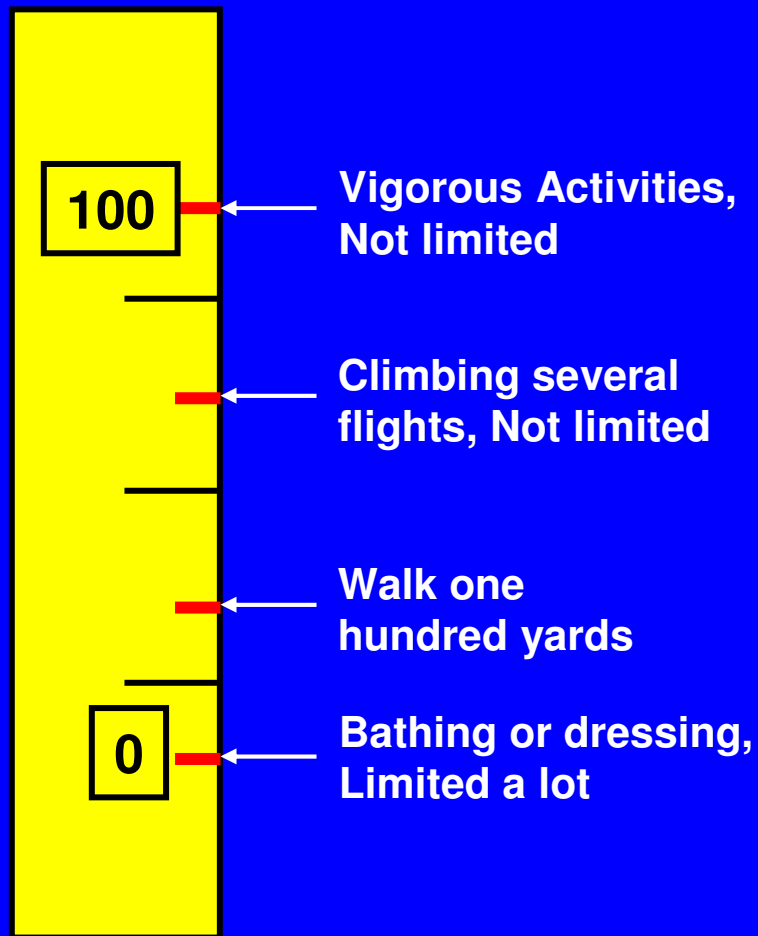 100
Vigorous Activities,
Not limited
Climbing several
flights, Not limited
Walk one
hundred yards
0
Bathing or dressing,
Limited a lot